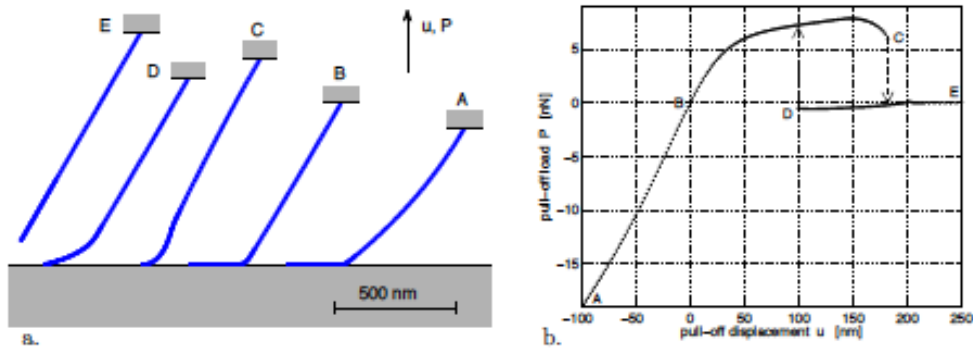 E
D
C
B
A
u, P
500 nm
a.
pull-off load P [nN]
5
0
-5
-10
-15
A
B
C
D
E
-100
-50
0
50
100
150
200
250
pull-off displacement u [nm]
b.